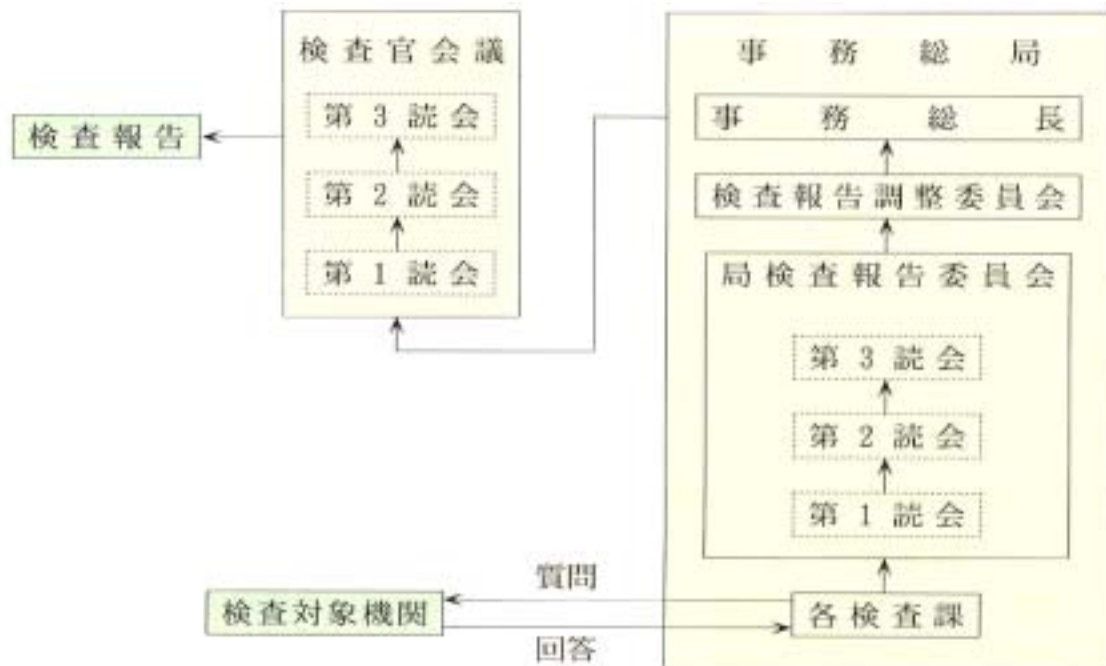 検査官会議
第3読会
第2読会
第1読会
検査報告
事務総局
事務総長
検査報告調整委員会
局検査報告委員会
第3読会
第2読会
第1読会
各検査課
質問
回答
検査対象機関